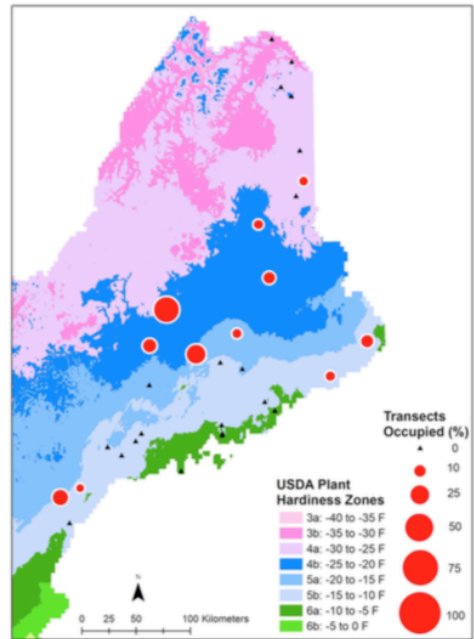 Transects
Occupied (%)
0
10
25
50
75
100
USDA Plant
Hardiness Zones
3a: -40 to -35 F
3b: -35 to -30 F
4a: -30 to -25 F
4b: -25 to -20 F
5a: -20 to -15 F
5b: -15 to -10 F
6a: -10 to -5 F
6b: -5 to 0 F
N
0 25 50 100 Kilometers